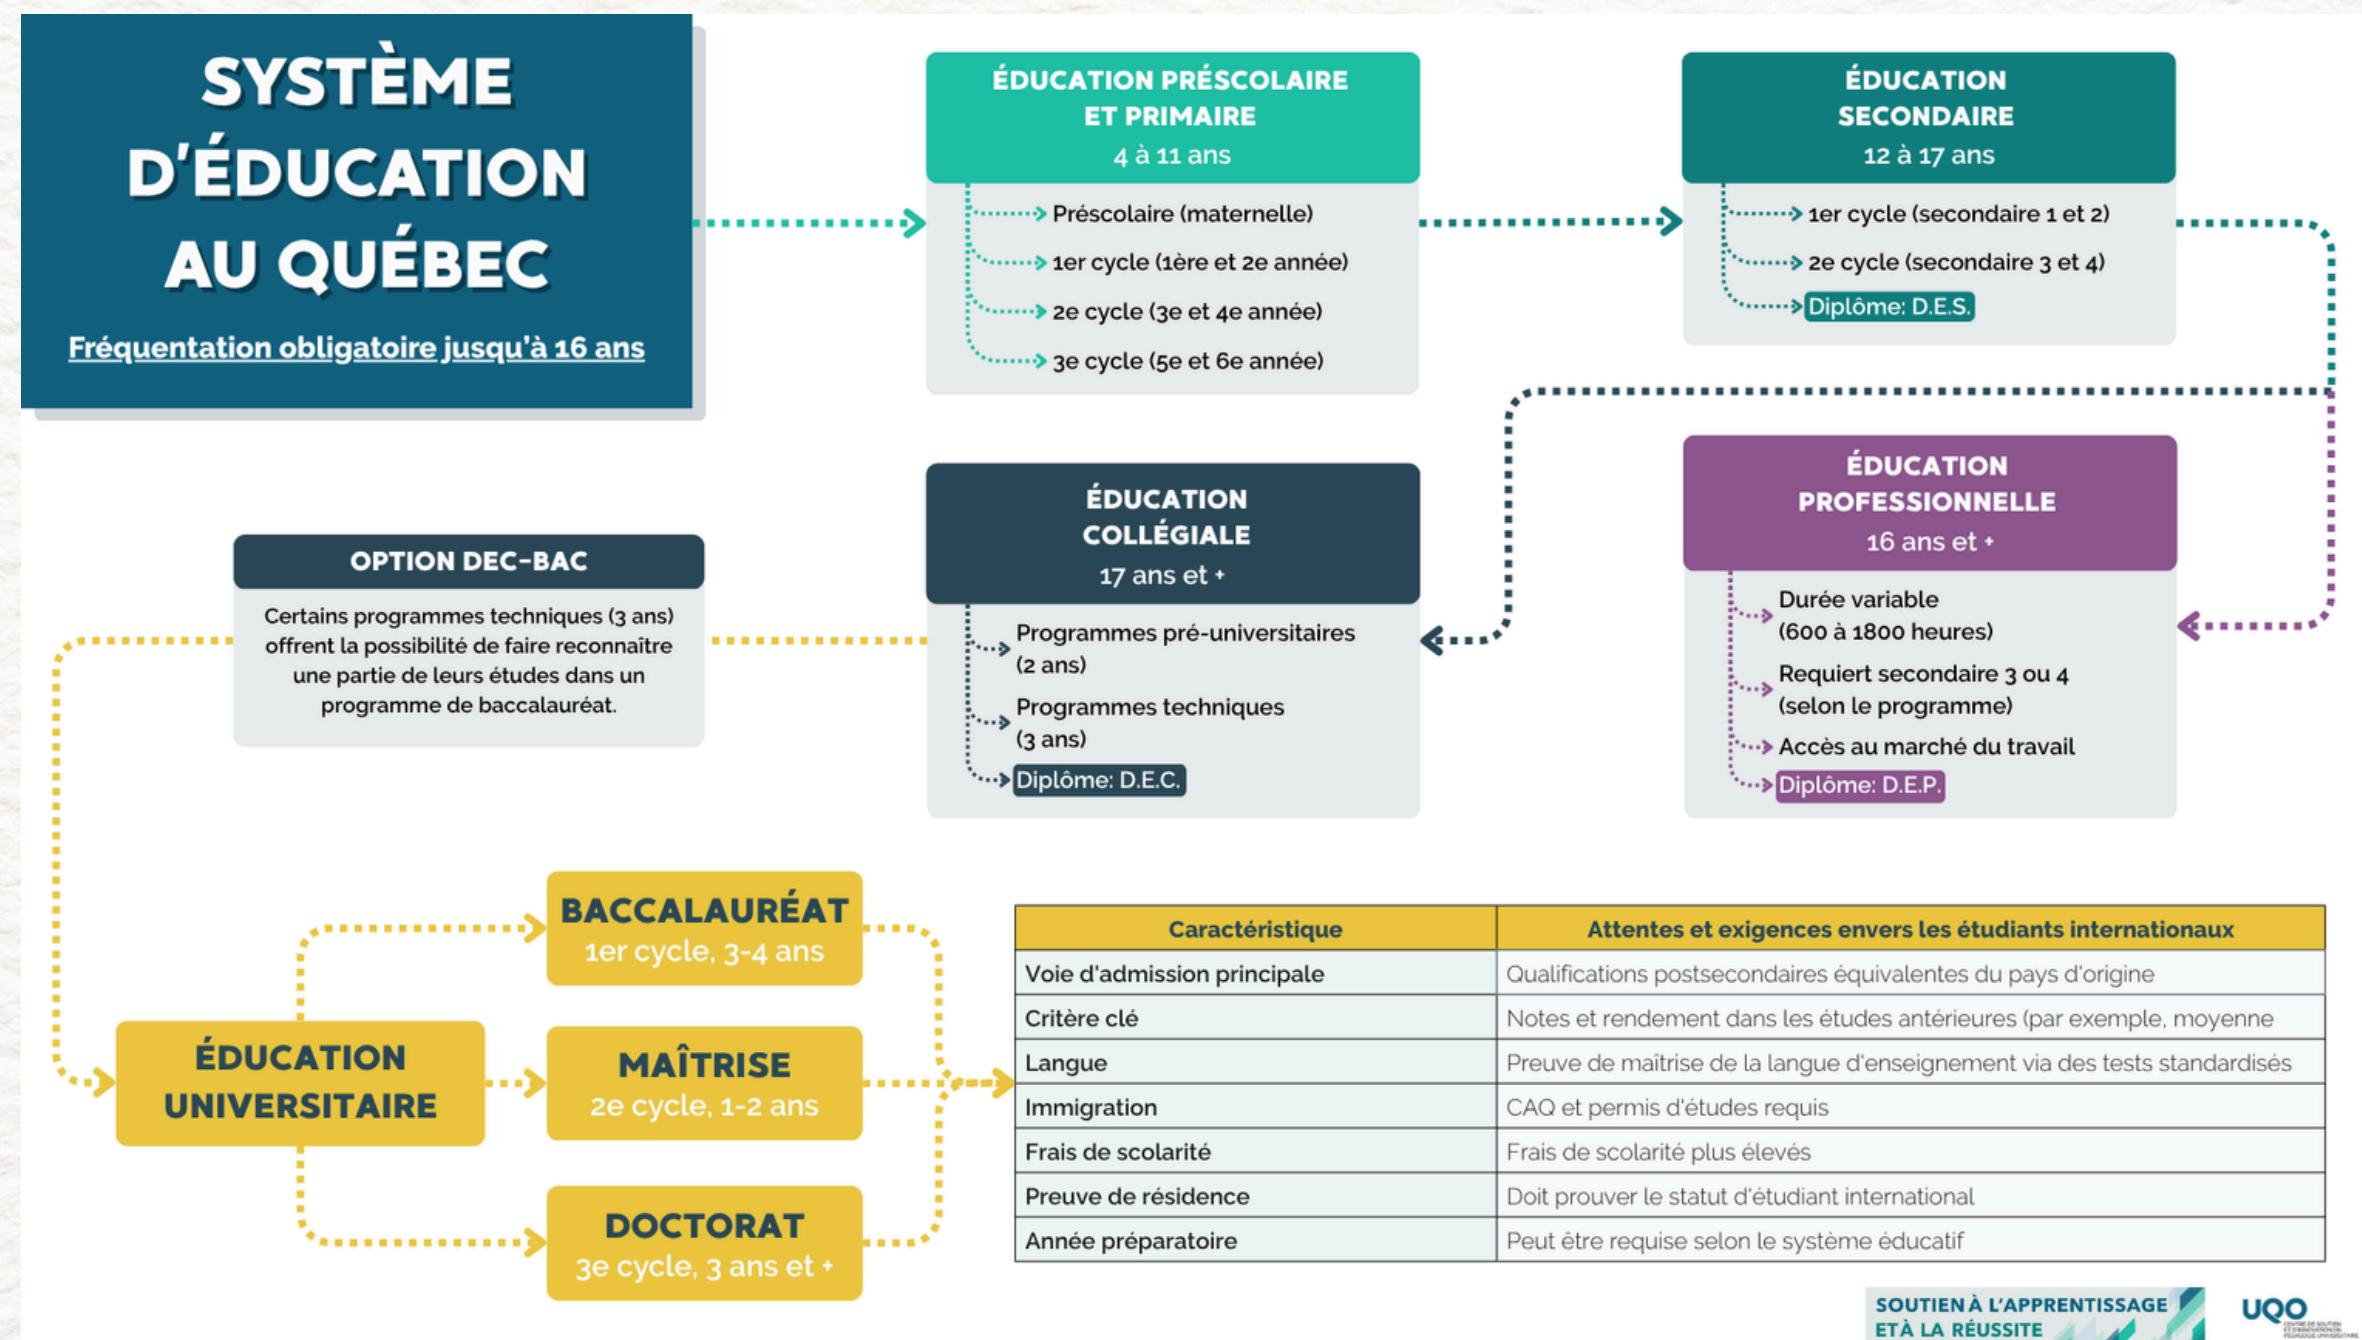 SYSTÈME
D'ÉDUCATION
AU QUÉBEC
Fréquentation obligatoire jusqu'à 16 ans
ÉDUCATION PRÉSCOLAIRE
ET PRIMAIRE
4 à 11 ans
Préscolaire (maternelle)
1er cycle (1ère et 2e année)
2e cycle (3e et 4e année)
3e cycle (5e et 6e année)
ÉDUCATION
SECONDAIRE
12 à 17 ans
1er cycle (secondaire 1 et 2)
2e cycle (secondaire 3 et 4)
Diplôme: D.E.S.
ÉDUCATION
PROFESSIONNELLE
16 ans et +
Durée variable
(600 à 1800 heures)
Requiert secondaire 3 ou 4
(selon le programme)
Accès au marché du travail
Diplôme: D.E.P.
ÉDUCATION
COLLÉGIALE
17 ans et +
Programmes pré-universitaires
(2 ans)
Programmes techniques
(3 ans)
Diplôme: D.E.C.
OPTION DEC-BAC
Certains programmes techniques (3 ans)
offrent la possibilité de faire reconnaître
une partie de leurs études dans un
programme de baccalauréat.
ÉDUCATION
UNIVERSITAIRE
BACCALAURÉAT
1er cycle, 3-4 ans
MAÎTRISE
2e cycle, 1-2 ans
DOCTORAT
3e cycle, 3 ans et +
Caractéristique Attentes et exigences envers les étudiants internationaux
Voie d'admission principale Qualifications postsecondaires équivalentes du pays d'origine
Critère clé Notes et rendement dans les études antérieures (par exemple, moyenne
Langue Preuve de maîtrise de la langue d'enseignement via des tests standardisés
Immigration CAQ et permis d'études requis
Frais de scolarité Frais de scolarité plus élevés
Preuve de résidence Doit prouver le statut d'étudiant international
Année préparatoire Peut être requise selon le système éducatif
SOUTIEN À L'APPRENTISSAGE
ET À LA RÉUSSITE
UQO
CENTRE DE SOUTIEN
ET D'INNOVATION EN
PÉDAGOGIE UNIVERSITAIRE